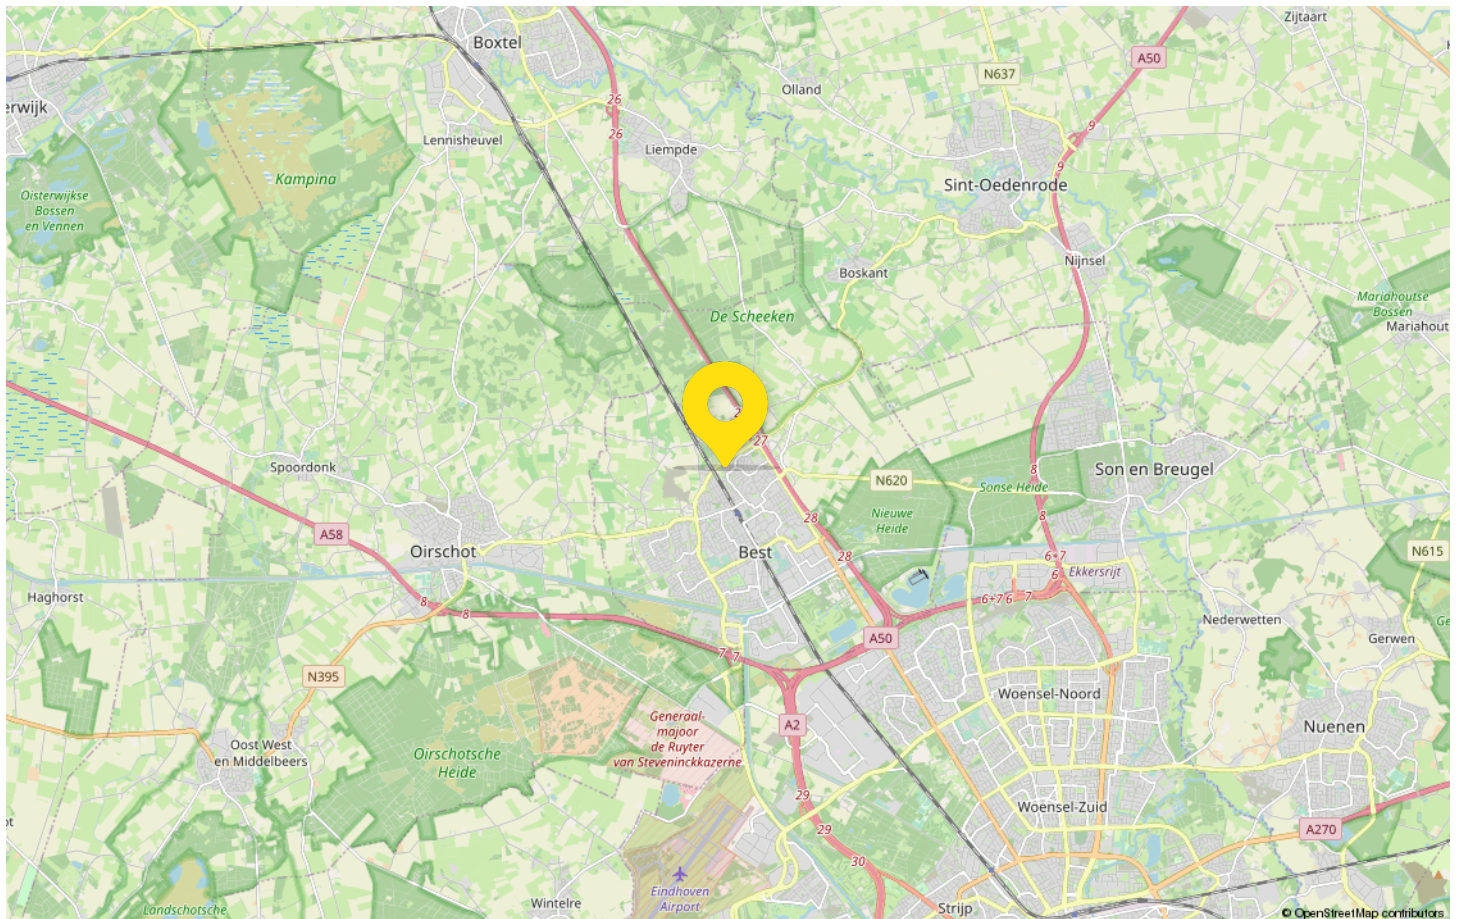 Zijtaart
Boxtel
A50
N637
Olland
26
erwijk
9
26
Lennisheuvel
Liempde
9
Kampina
Sint-Oedenrode
Oisterwijkse
Bossen
en Vennen
Nijnsel
Boskant
Mariahoutse
Bossen
De Scheeken
Mariahout
27
Spoordonk
8
Son en Breugel
N620
Sonse Heide
Nieuwe
Heide
28
8
A58
Oirschot
Best
28
6+7
N615
Ekkersrijt
6
Haghorst
8
8
6+7
6
7
Nederwetten
Gerwen
A50
7
7
N395
Woensel-Noord
Generaal-
majoor
de Ruyter
van Steveninckkazerne
A2
Nuenen
Oost West
en Middelbeers
Oirschotsche
Heide
29
Woensel-Zuid
29
A270
30
Eindhoven
Airport
Wintelre
Strijp
Landschotsche
© OpenStreetMap contributors